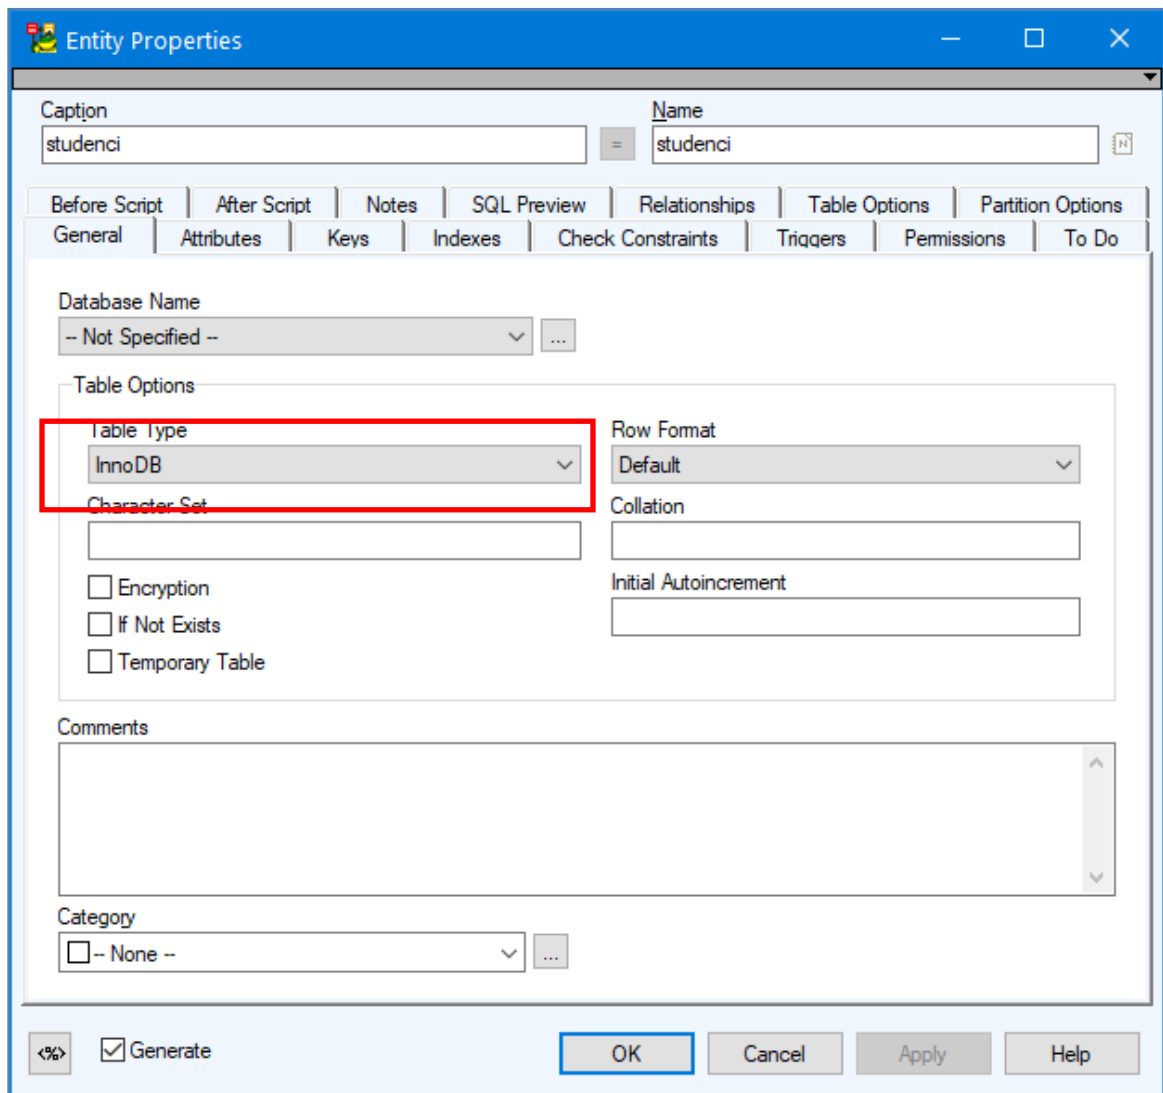 Entity Properties
Caption
Name
studenci
=
studenci
Before Script
After Script
Notes
SQL Preview
Relationships
Table Options
Partition Options
General
Attributes
Keys
Indexes
Check Constraints
Triggers
Permissions
To Do
Database Name
-- Not Specified --
...
Table Options
Table Type
Row Format
InnoDB
Default
Character Set
Collation
Encryption
Initial Autoincrement
If Not Exists
Temporary Table
Comments
Category
-- None --
...
<%>
Generate
OK
Cancel
Apply
Help